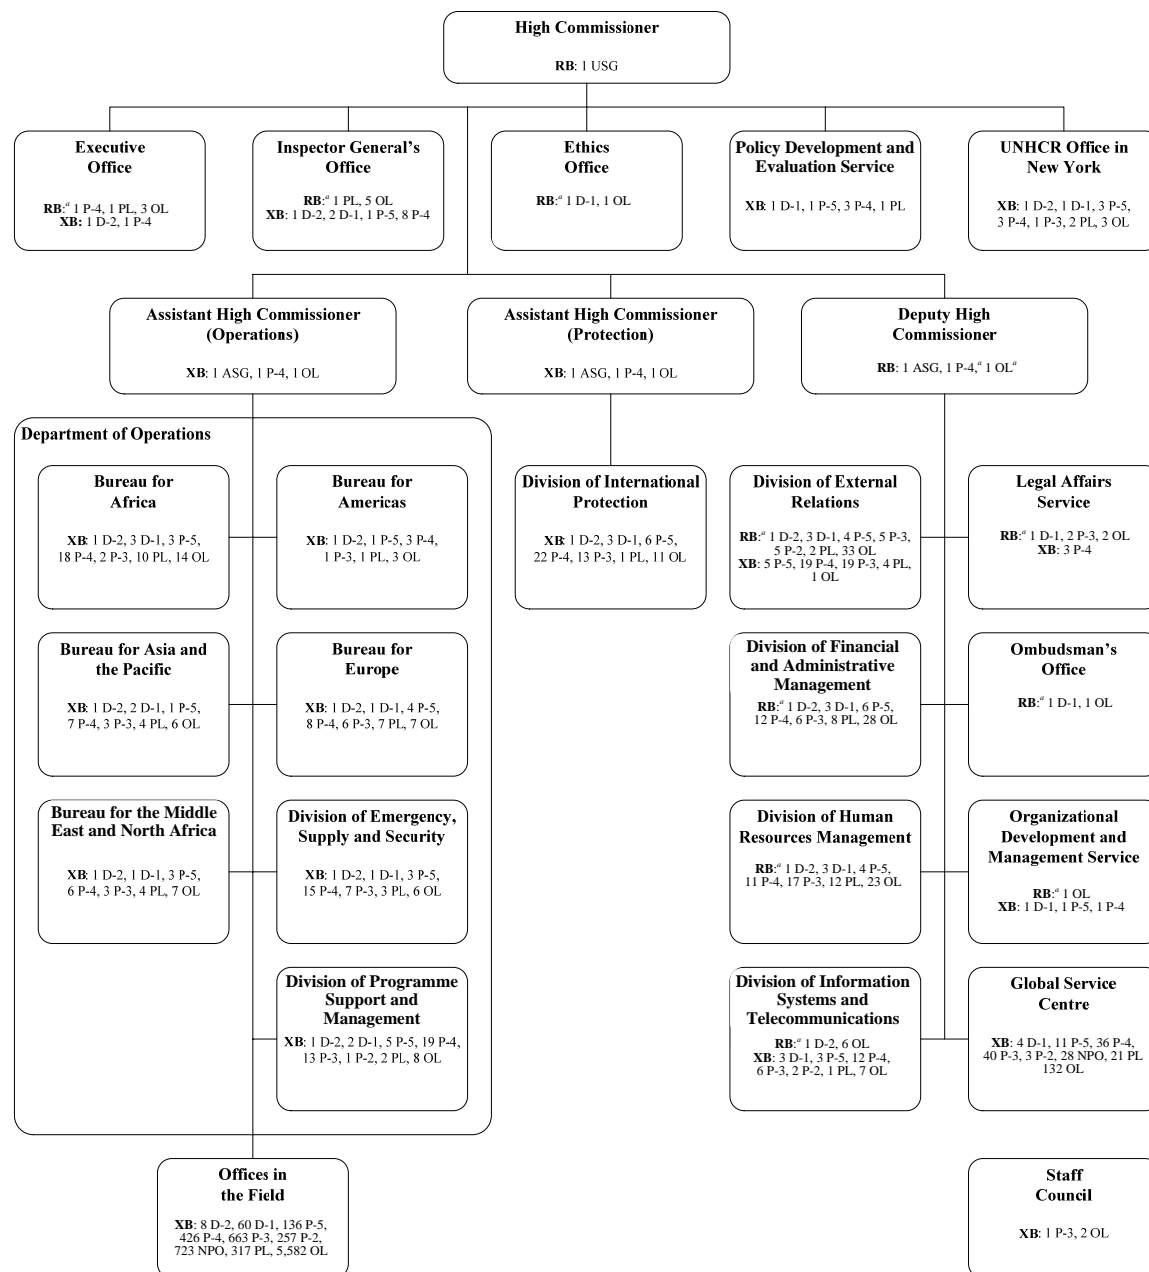 High Commissioner
RB: 1 USG
Executive
Office
RB:ᵃ 1 P-4, 1 PL, 3 OL
XB: 1 D-2, 1 P-4
Inspector General's
Office
RB:ᵃ 1 PL, 5 OL
XB: 1 D-2, 2 D-1, 1 P-5, 8 P-4
Ethics
Office
RB:ᵃ 1 D-1, 1 OL
Policy Development and
Evaluation Service
XB: 1 D-1, 1 P-5, 3 P-4, 1 PL
UNHCR Office in
New York
XB: 1 D-2, 1 D-1, 3 P-5,
3 P-4, 1 P-3, 2 PL, 3 OL
Assistant High Commissioner
(Operations)
XB: 1 ASG, 1 P-4, 1 OL
Assistant High Commissioner
(Protection)
XB: 1 ASG, 1 P-4, 1 OL
Deputy High
Commissioner
RB: 1 ASG, 1 P-4,ᵃ 1 OLᵃ
Department of Operations
Bureau for
Africa
XB: 1 D-2, 3 D-1, 3 P-5,
18 P-4, 2 P-3, 10 PL, 14 OL
Bureau for
Americas
XB: 1 D-2, 1 P-5, 3 P-4,
1 P-3, 1 PL, 3 OL
Division of International
Protection
XB: 1 D-2, 3 D-1, 6 P-5,
22 P-4, 13 P-3, 1 PL, 11 OL
Division of External
Relations
RB:ᵃ 1 D-2, 3 D-1, 4 P-5, 5 P-3,
5 P-2, 2 PL, 33 OL
XB: 5 P-5, 19 P-4, 19 P-3, 4 PL,
1 OL
Legal Affairs
Service
RB:ᵃ 1 D-1, 2 P-3, 2 OL
XB: 3 P-4
Bureau for Asia and
the Pacific
XB: 1 D-2, 2 D-1, 1 P-5,
7 P-4, 3 P-3, 4 PL, 6 OL
Bureau for
Europe
XB: 1 D-2, 1 D-1, 4 P-5,
8 P-4, 6 P-3, 7 PL, 7 OL
Division of Financial
and Administrative
Management
RB:ᵃ 1 D-2, 3 D-1, 6 P-5,
12 P-4, 6 P-3, 8 PL, 28 OL
Ombudsman's
Office
RB:ᵃ 1 D-1, 1 OL
Bureau for the Middle
East and North Africa
XB: 1 D-2, 1 D-1, 3 P-5,
6 P-4, 3 P-3, 4 PL, 7 OL
Division of Emergency,
Supply and Security
XB: 1 D-2, 1 D-1, 3 P-5,
15 P-4, 7 P-3, 3 PL, 6 OL
Division of Human
Resources Management
RB:ᵃ 1 D-2, 3 D-1, 4 P-5,
11 P-4, 17 P-3, 12 PL, 23 OL
Organizational
Development and
Management Service
RB:ᵃ 1 OL
XB: 1 D-1, 1 P-5, 1 P-4
Division of Programme
Support and
Management
XB: 1 D-2, 2 D-1, 5 P-5, 19 P-4,
13 P-3, 1 P-2, 2 PL, 8 OL
Division of Information
Systems and
Telecommunications
RB:ᵃ 1 D-2, 6 OL
XB: 3 D-1, 3 P-5, 12 P-4,
6 P-3, 2 P-2, 1 PL, 7 OL
Global Service
Centre
XB: 4 D-1, 11 P-5, 36 P-4,
40 P-3, 3 P-2, 28 NPO, 21 PL
132 OL
Offices in
the Field
XB: 8 D-2, 60 D-1, 136 P-5,
426 P-4, 663 P-3, 257 P-2,
723 NPO, 317 PL, 5,582 OL
Staff
Council
XB: 1 P-3, 2 OL